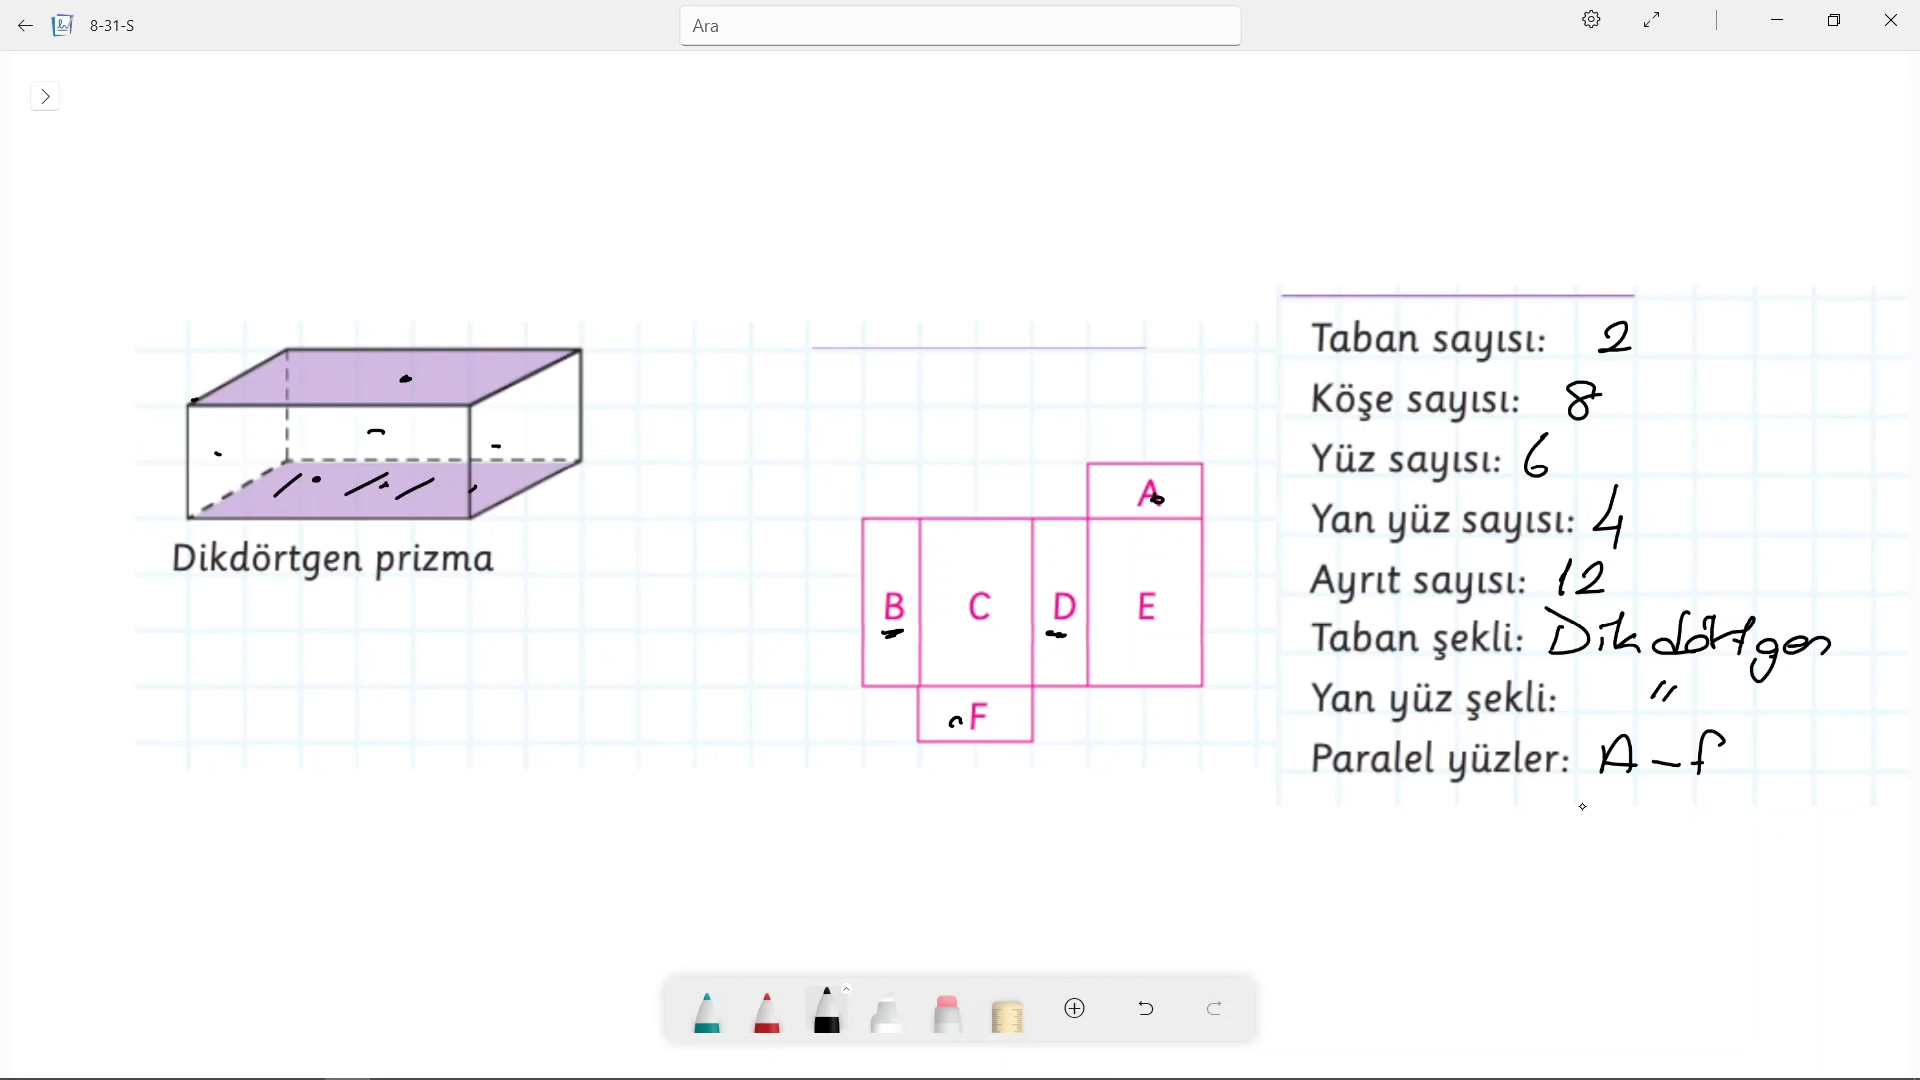 8-31-S
Ara
Dikdörtgen prizma
A
B C D E
F
Taban sayısı: 2
Köşe sayısı: 8
Yüz sayısı: 6
Yan yüz sayısı: 4
Ayrıt sayısı: 12
Taban şekli: Dikdörtgen
Yan yüz şekli: "
Paralel yüzler: A-f